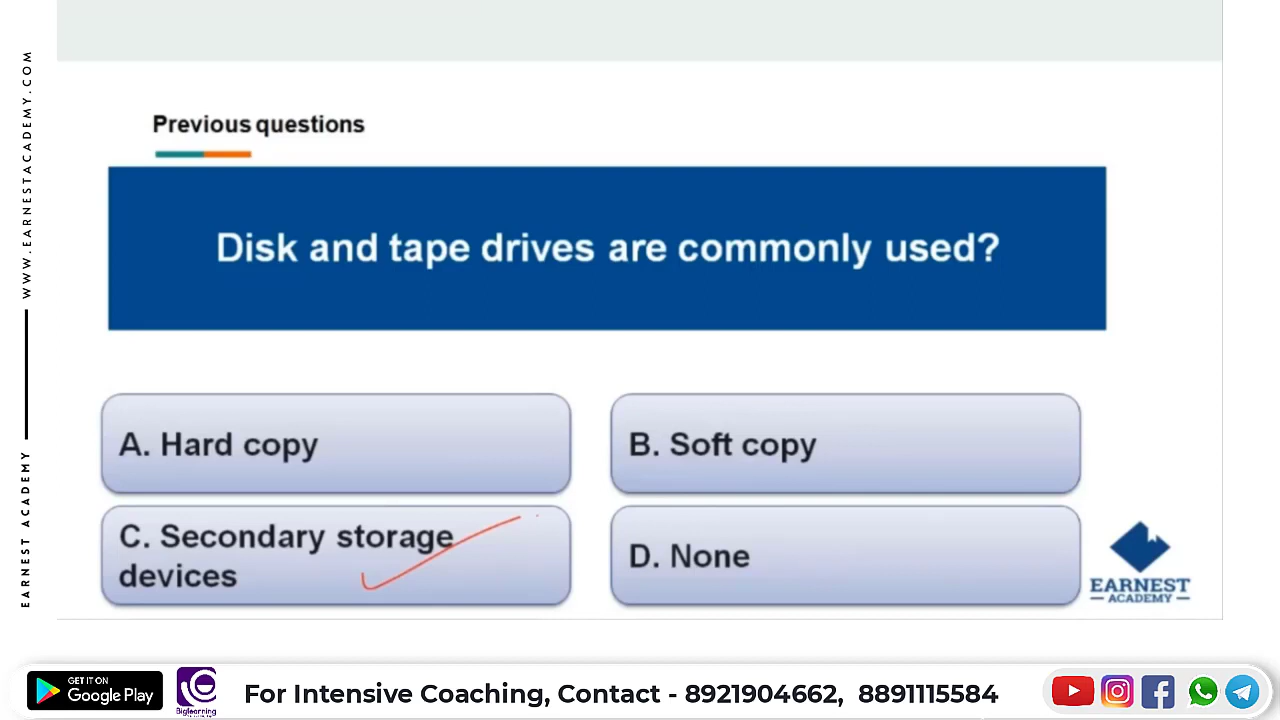 WWW.EARNESTACADEMY.COM
EARNEST ACADEMY
Previous questions
Disk and tape drives are commonly used?
A. Hard copy
B. Soft copy
C. Secondary storage
devices
D. None
EARNEST
ACADEMY
GET IT ON
Google Play
Biglearning
For Intensive Coaching, Contact - 8921904662, 8891115584